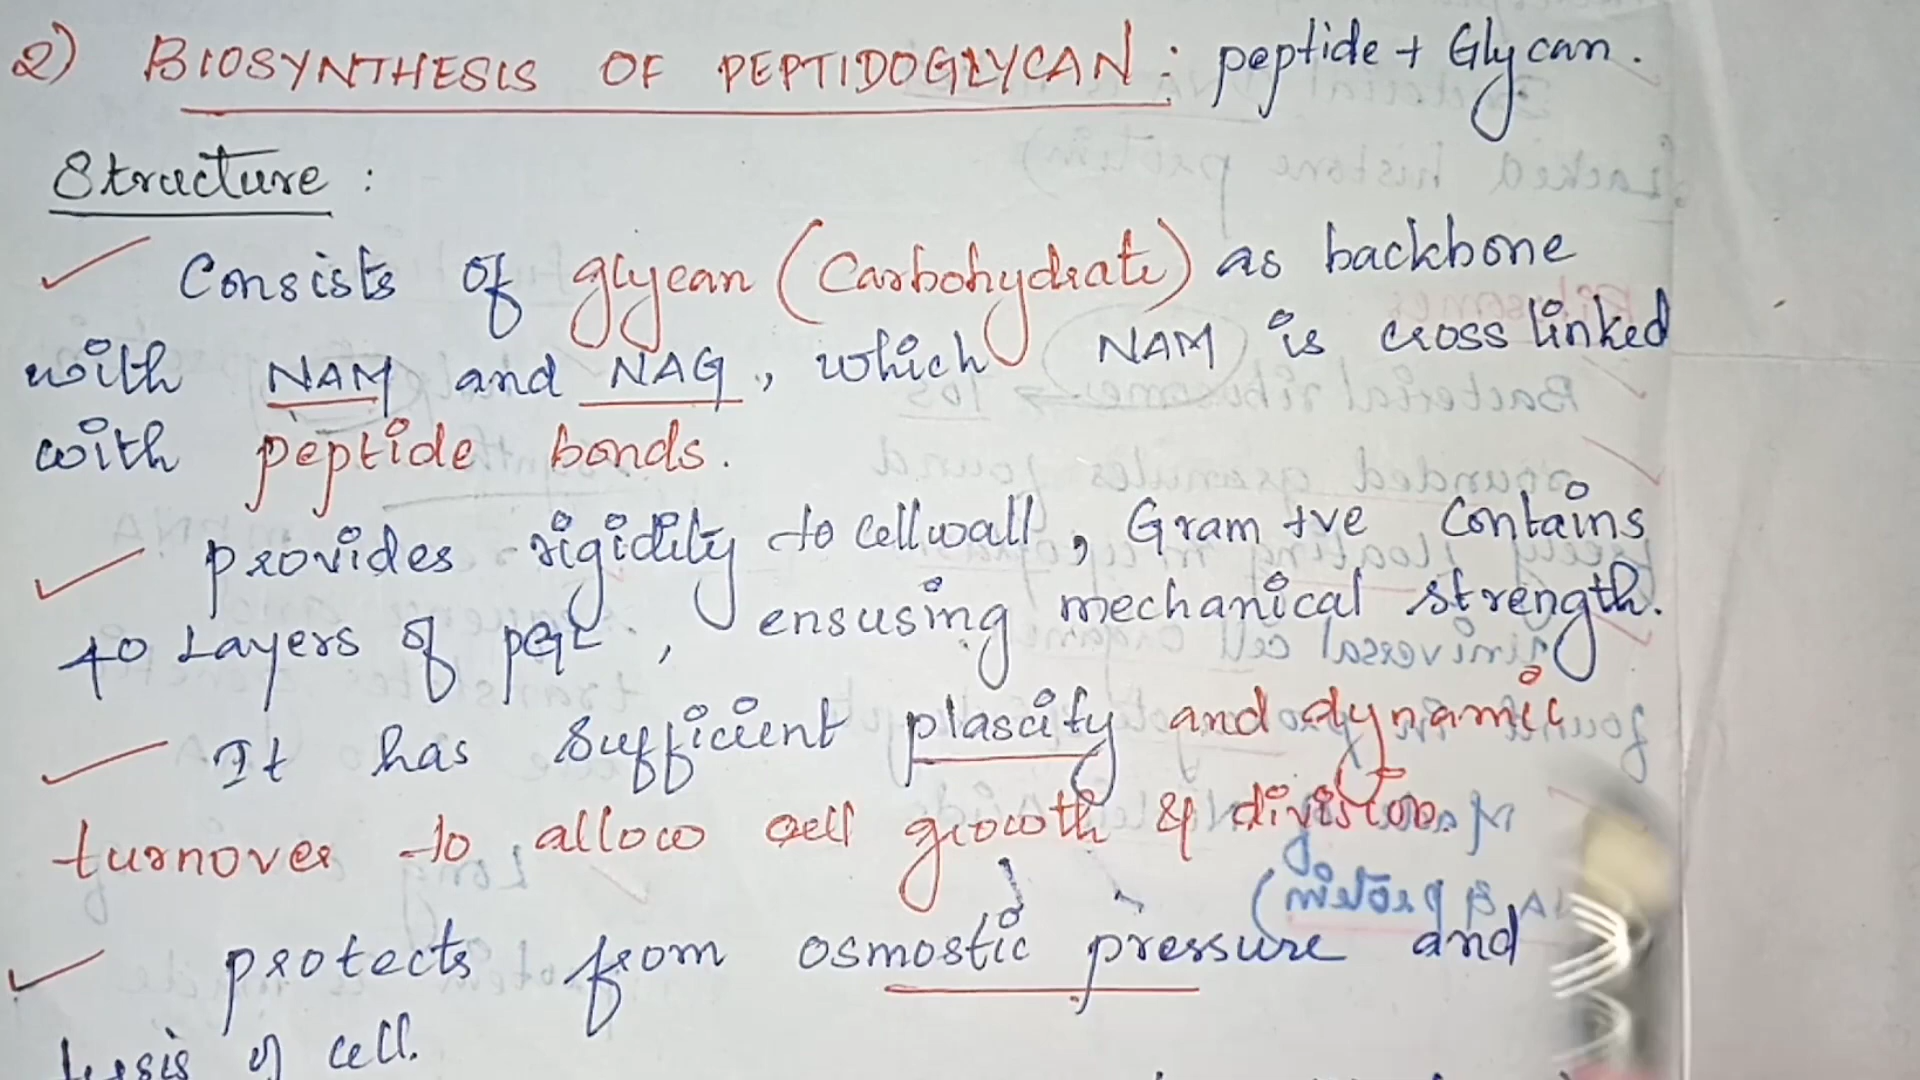 2) BIOSYNTHESIS OF PEPTIDOGLYCAN : peptide + Glycan.
Structure :
Consists of glycan (Carbohydrate) as backbone
with NAM and NAG, which NAM is cross linked
with peptide bonds.
provides rigidity to cell wall, Gram +ve Contains
40 Layers of PGL, ensusing mechanical strength.
It has sufficient plascity and dynamic
turnover to allow cell growth & division.
protects from osmostic pressure and
lysis of cell.